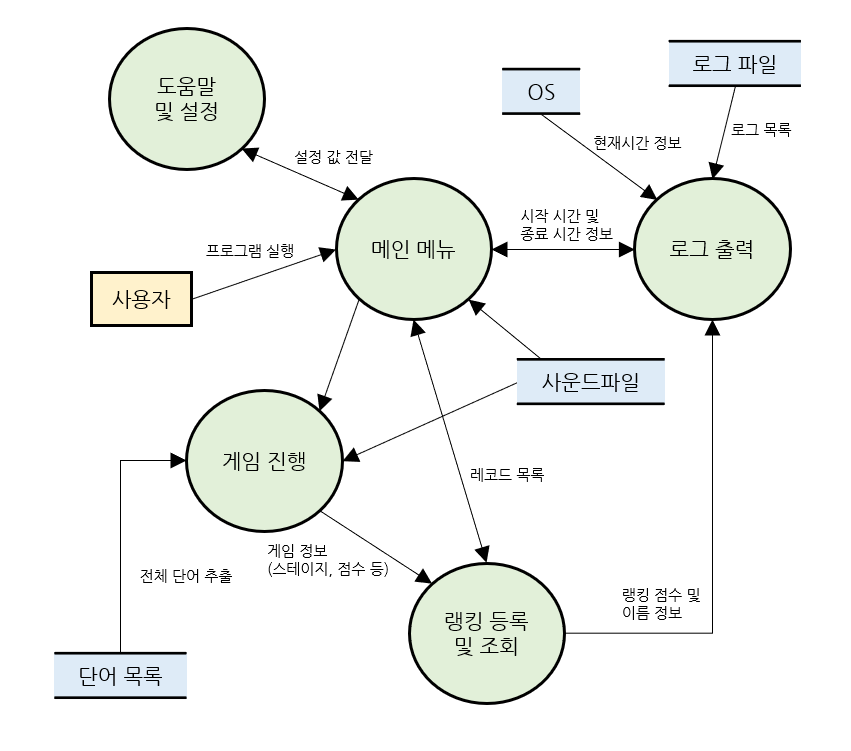 로그 파일
OS
도움말
및 설정
로그 목록
현재시간 정보
설정 값 전달
시작 시간 및
종료 시간 정보
프로그램 실행
메인 메뉴
로그 출력
사용자
사운드파일
게임 진행
레코드 목록
게임 정보
(스테이지, 점수 등)
전체 단어 추출
랭킹 점수 및
이름 정보
랭킹 등록
및 조회
단어 목록